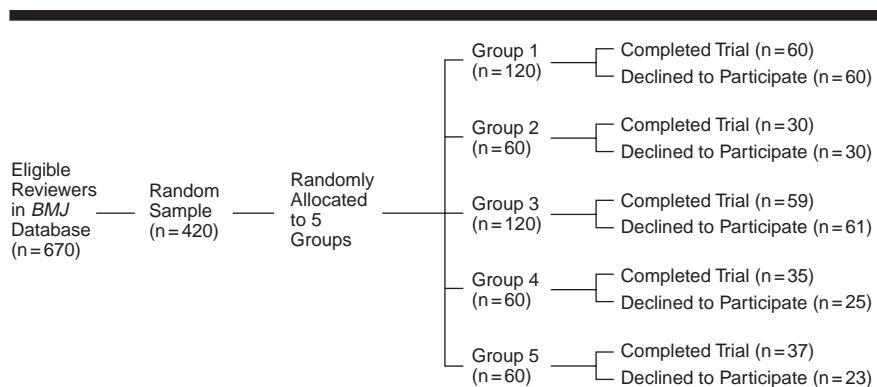 Eligible
Reviewers
in BMJ
Database
(n=670)
Random
Sample
(n=420)
Randomly
Allocated
to 5
Groups
Group 1
(n=120)
Completed Trial (n=60)
Declined to Participate (n=60)
Group 2
(n=60)
Completed Trial (n=30)
Declined to Participate (n=30)
Group 3
(n=120)
Completed Trial (n=59)
Declined to Participate (n=61)
Group 4
(n=60)
Completed Trial (n=35)
Declined to Participate (n=25)
Group 5
(n=60)
Completed Trial (n=37)
Declined to Participate (n=23)